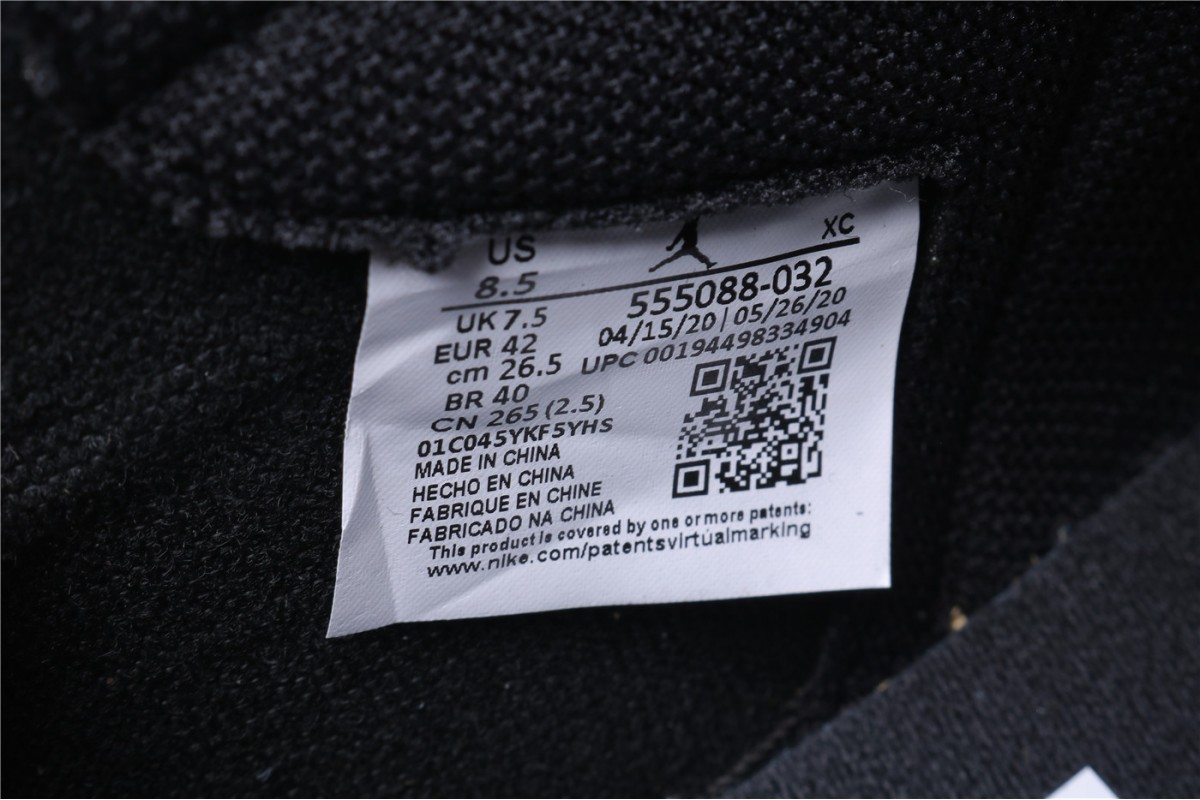 US
8.5
UK 7.5
EUR 42
cm 26.5
BR 40
CN 265 (2.5)
01C045YKF5YHS
MADE IN CHINA
HECHO EN CHINA
FABRIQUE EN CHINE
FABRICADO NA CHINA
XC
555088-032
04/15/20 | 05/26/20
UPC 00194498334904
This product is covered by one or more patents:
www.nike.com/patentsvirtualmarking